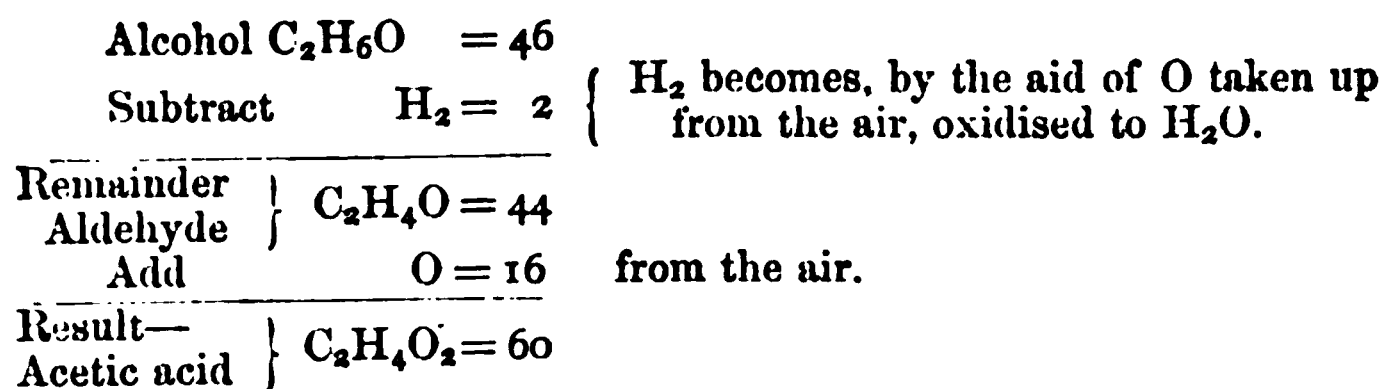 Alcohol C₂H₆O = 46
Subtract H₂ = 2 { H₂ becomes, by the aid of O taken up
from the air, oxidised to H₂O.
Remainder
Aldehyde } C₂H₄O = 44
Add O = 16 from the air.
Result—
Acetic acid } C₂H₄O₂ = 60